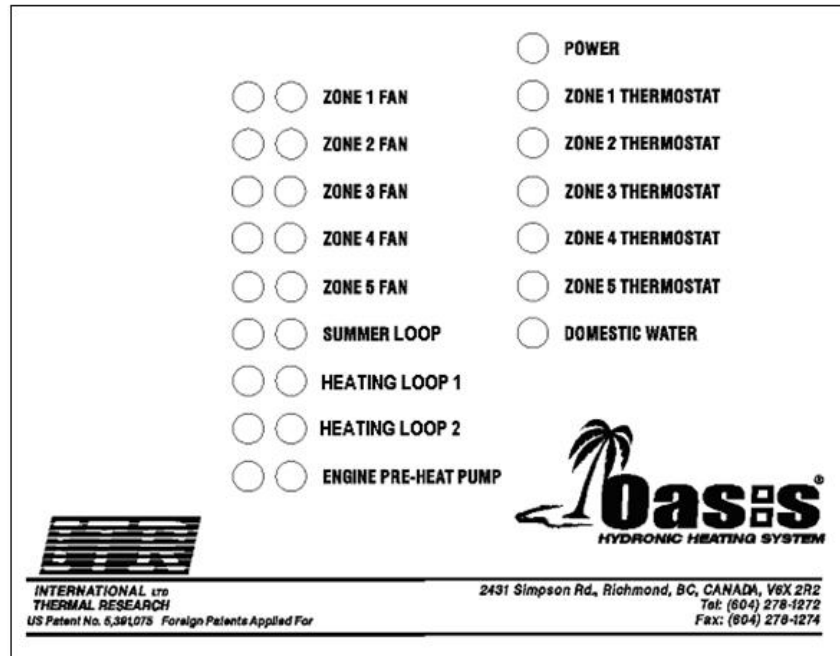 POWER
ZONE 1 FAN
ZONE 1 THERMOSTAT
ZONE 2 FAN
ZONE 2 THERMOSTAT
ZONE 3 FAN
ZONE 3 THERMOSTAT
ZONE 4 FAN
ZONE 4 THERMOSTAT
ZONE 5 FAN
ZONE 5 THERMOSTAT
SUMMER LOOP
DOMESTIC WATER
HEATING LOOP 1
HEATING LOOP 2
ENGINE PRE-HEAT PUMP
Oasis®
HYDRONIC HEATING SYSTEM
ITR
INTERNATIONAL LTD
THERMAL RESEARCH
US Patent No. 5,391,075 Foreign Patents Applied For
2431 Simpson Rd., Richmond, BC, CANADA, V6X 2R2
Tel: (604) 278-1272
Fax: (604) 278-1274